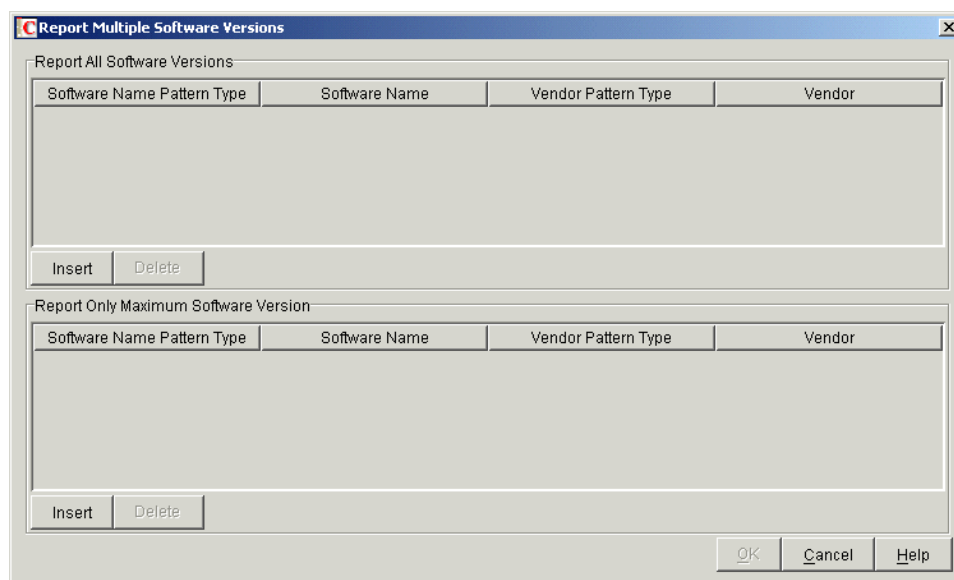 Report Multiple Software Versions
Report All Software Versions
Software Name Pattern Type Software Name Vendor Pattern Type Vendor
Insert Delete
Report Only Maximum Software Version
Software Name Pattern Type Software Name Vendor Pattern Type Vendor
Insert Delete
OK Cancel Help